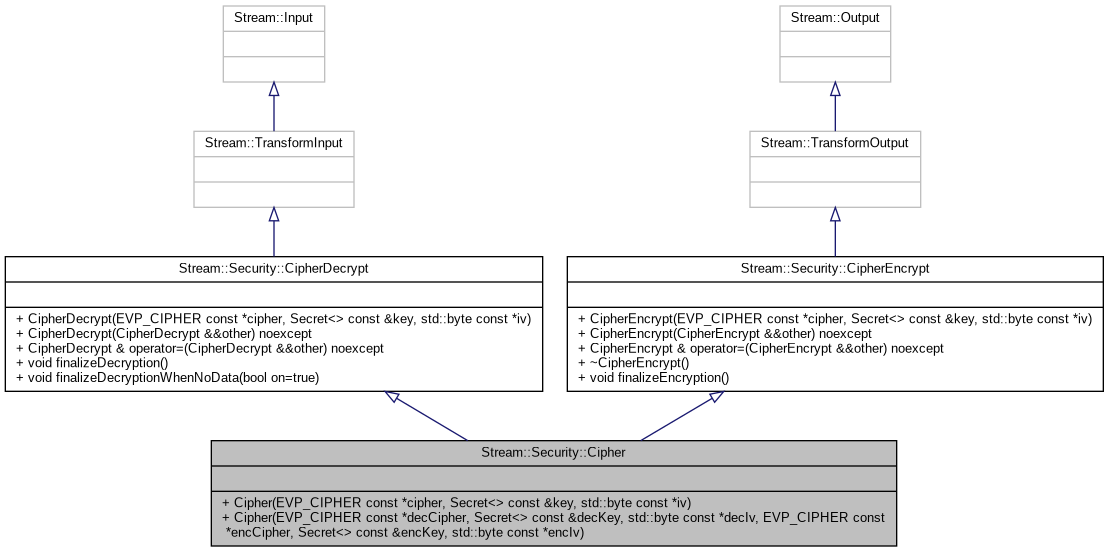 Stream::Input
Stream::Output
Stream::TransformInput
Stream::TransformOutput
Stream::Security::CipherDecrypt
+ CipherDecrypt(EVP_CIPHER const *cipher, Secret<> const &key, std::byte const *iv)
+ CipherDecrypt(CipherDecrypt &&other) noexcept
+ CipherDecrypt & operator=(CipherDecrypt &&other) noexcept
+ void finalizeDecryption()
+ void finalizeDecryptionWhenNoData(bool on=true)
Stream::Security::CipherEncrypt
+ CipherEncrypt(EVP_CIPHER const *cipher, Secret<> const &key, std::byte const *iv)
+ CipherEncrypt(CipherEncrypt &&other) noexcept
+ CipherEncrypt & operator=(CipherEncrypt &&other) noexcept
+ ~CipherEncrypt()
+ void finalizeEncryption()
Stream::Security::Cipher
+ Cipher(EVP_CIPHER const *cipher, Secret<> const &key, std::byte const *iv)
+ Cipher(EVP_CIPHER const *decCipher, Secret<> const &decKey, std::byte const *decIv, EVP_CIPHER const
*encCipher, Secret<> const &encKey, std::byte const *encIv)